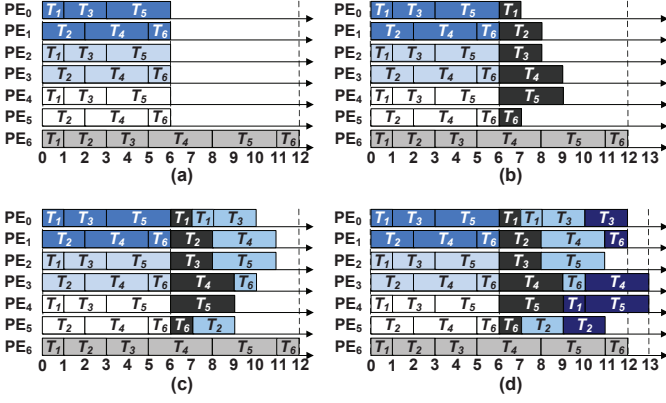 PE0 T1 T3 T5
PE1 T2 T4 T6
PE2 T1 T3 T5
PE3 T2 T4 T6
PE4 T1 T3 T5
PE5 T2 T4 T6
PE6 T1 T2 T3 T4 T5 T6
0 1 2 3 4 5 6 7 8 9 10 11 12
(a)
PE0 T1 T3 T5 T1
PE1 T2 T4 T6 T2
PE2 T1 T3 T5 T3
PE3 T2 T4 T6 T4
PE4 T1 T3 T5 T5
PE5 T2 T4 T6 T6
PE6 T1 T2 T3 T4 T5 T6
0 1 2 3 4 5 6 7 8 9 10 11 12 13
(b)
PE0 T1 T3 T5 T1 T1 T3
PE1 T2 T4 T6 T2 T4
PE2 T1 T3 T5 T3 T5
PE3 T2 T4 T6 T4 T6
PE4 T1 T3 T5 T5
PE5 T2 T4 T6 T6 T2
PE6 T1 T2 T3 T4 T5 T6
0 1 2 3 4 5 6 7 8 9 10 11 12
(c)
PE0 T1 T3 T5 T1 T1 T3 T3
PE1 T2 T4 T6 T2 T4 T6
PE2 T1 T3 T5 T3 T5
PE3 T2 T4 T6 T4 T6 T4
PE4 T1 T3 T5 T5 T1 T5
PE5 T2 T4 T6 T6 T2 T2
PE6 T1 T2 T3 T4 T5 T6
0 1 2 3 4 5 6 7 8 9 10 11 12 13
(d)